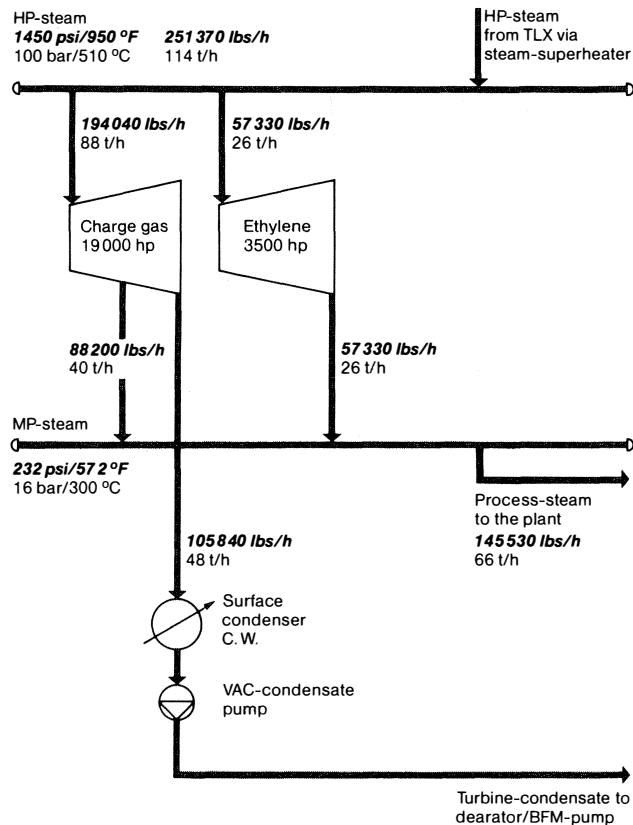 HP-steam
1450 psi/950 °F
100 bar/510 °C
251 370 lbs/h
114 t/h
HP-steam
from TLX via
steam-superheater
194 040 lbs/h
88 t/h
57 330 lbs/h
26 t/h
Charge gas
19 000 hp
Ethylene
3500 hp
88 200 lbs/h
40 t/h
57 330 lbs/h
26 t/h
MP-steam
232 psi/572 °F
16 bar/300 °C
Process-steam
to the plant
145 530 lbs/h
66 t/h
105 840 lbs/h
48 t/h
Surface
condenser
C. W.
VAC-condensate
pump
Turbine-condensate to
dearator/BFM-pump